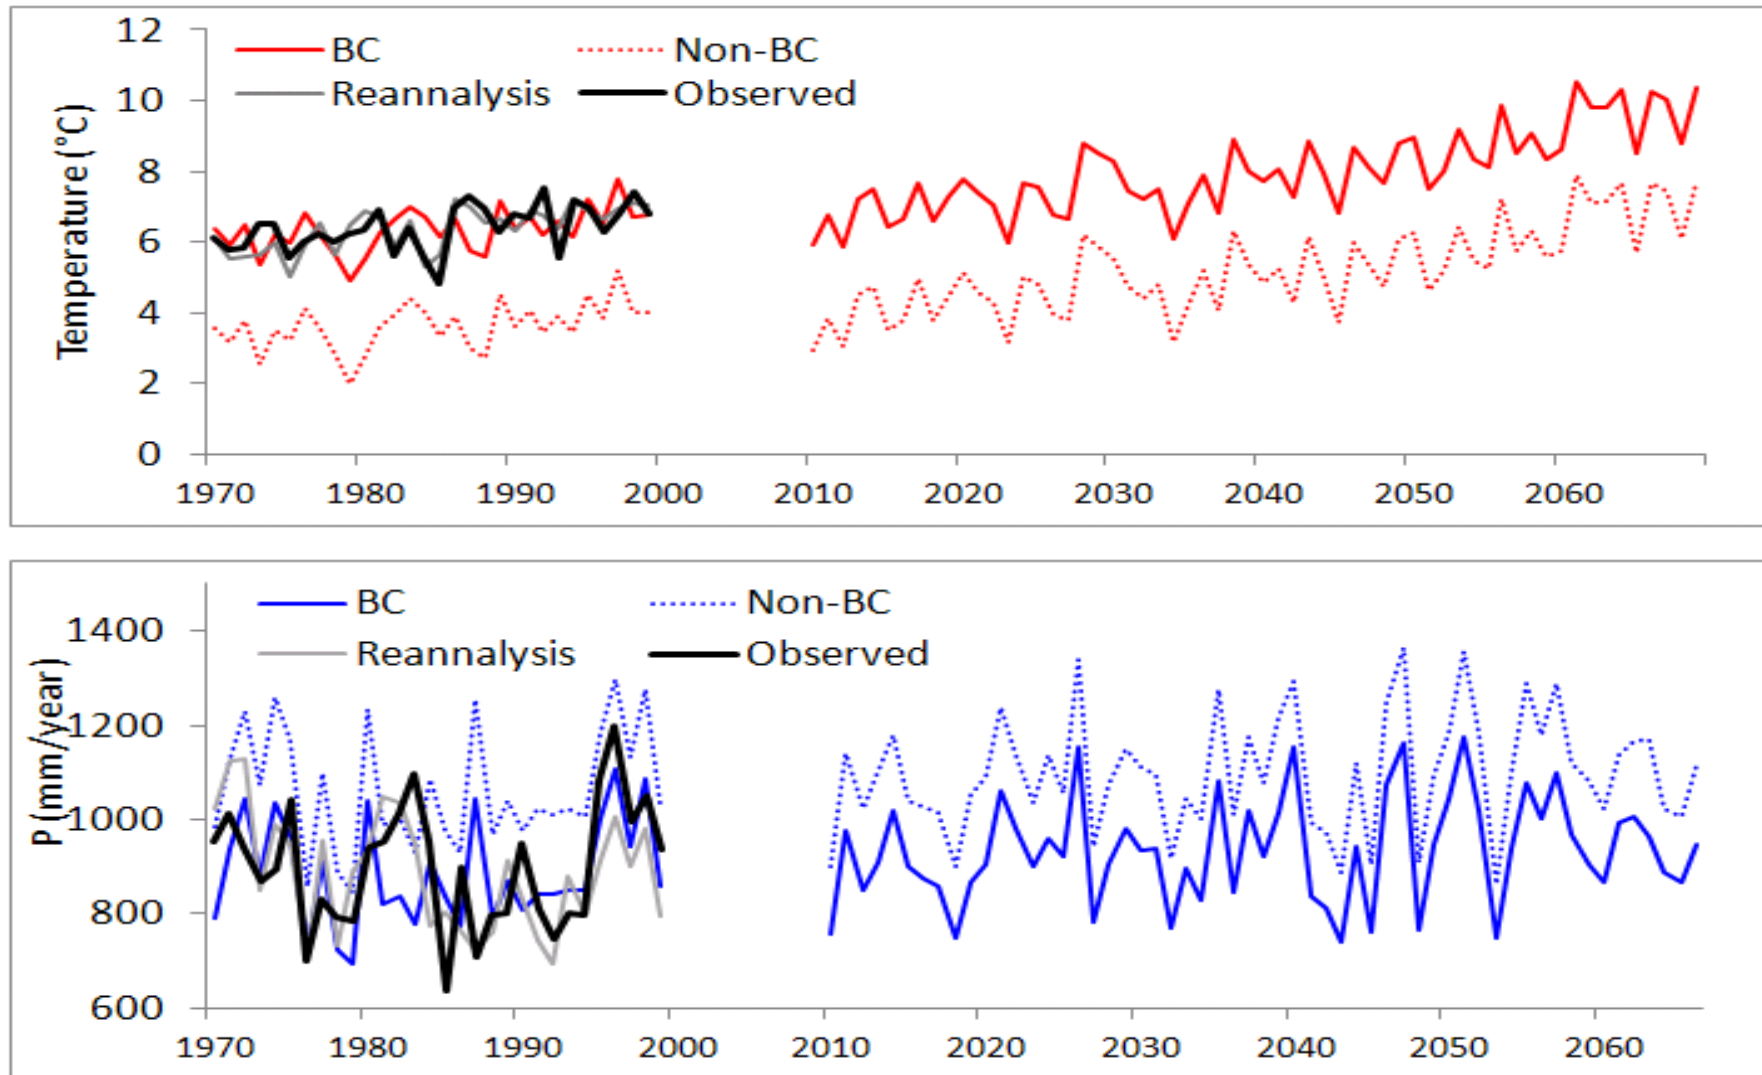 12
BC Non-BC
10
Reannalysis Observed
8
6
4
2
0
Temperature (°C)
1970 1980 1990 2000 2010 2020 2030 2040 2050 2060
BC Non-BC
1400
Reannalysis Observed
1200
1000
800
600
P (mm/year)
1970 1980 1990 2000 2010 2020 2030 2040 2050 2060